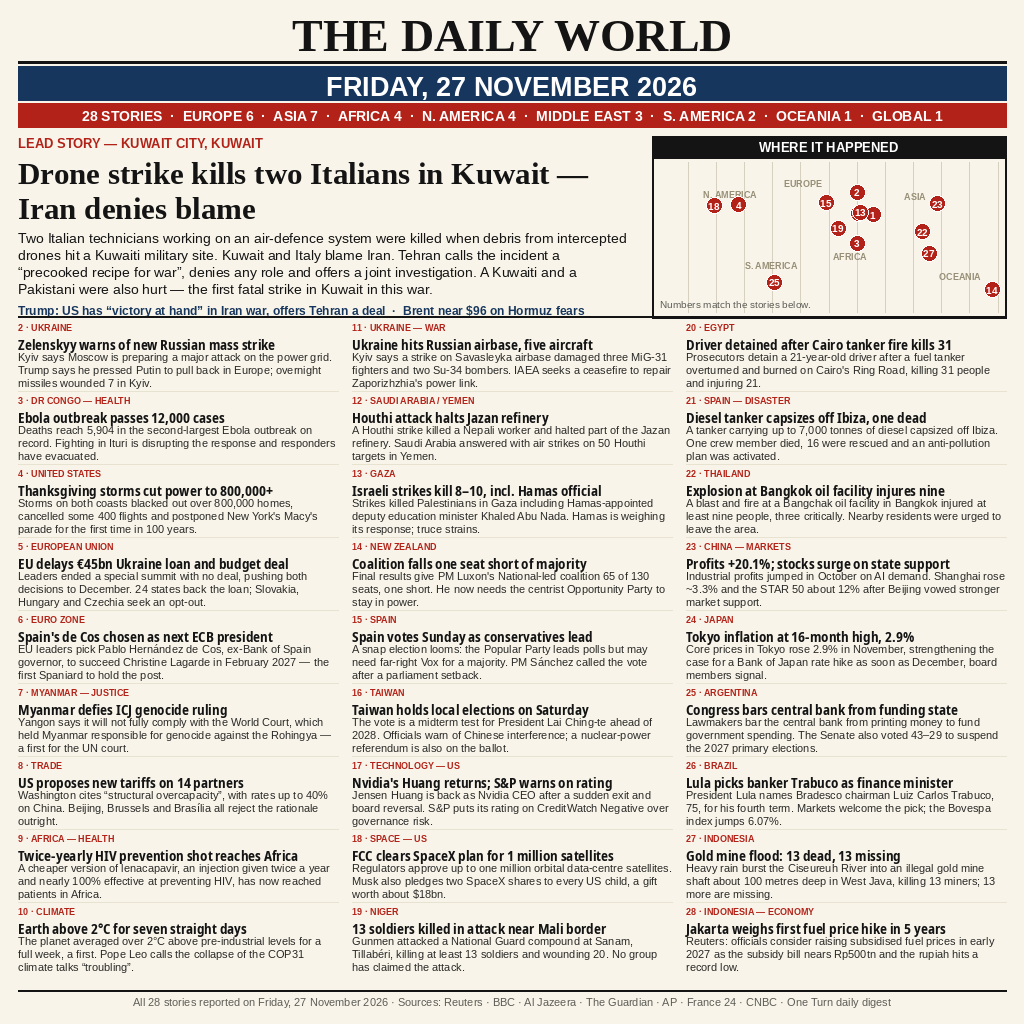 THE DAILY WORLD
FRIDAY, 27 NOVEMBER 2026
28 STORIES · EUROPE 6 · ASIA 7 · AFRICA 4 · N. AMERICA 4 · MIDDLE EAST 3 · S. AMERICA 2 · OCEANIA 1 · GLOBAL 1
LEAD STORY — KUWAIT CITY, KUWAIT
Drone strike kills two Italians in Kuwait —
Iran denies blame
Two Italian technicians working on an air-defence system were killed when debris from intercepted
drones hit a Kuwaiti military site. Kuwait and Italy blame Iran. Tehran calls the incident a
“precooked recipe for war”, denies any role and offers a joint investigation. A Kuwaiti and a
Pakistani were also hurt — the first fatal strike in Kuwait in this war.
Trump: US has “victory at hand” in Iran war, offers Tehran a deal · Brent near $96 on Hormuz fears
WHERE IT HAPPENED
N. AMERICA
EUROPE
ASIA
S. AMERICA
AFRICA
OCEANIA
18
4
15
2
13
1
23
19
3
22
27
25
14
Numbers match the stories below.
2 · UKRAINE
Zelenskyy warns of new Russian mass strike
Kyiv says Moscow is preparing a major attack on the power grid.
Trump says he pressed Putin to pull back in Europe; overnight
missiles wounded 7 in Kyiv.
3 · DR CONGO — HEALTH
Ebola outbreak passes 12,000 cases
Deaths reach 5,904 in the second-largest Ebola outbreak on
record. Fighting in Ituri is disrupting the response and responders
have evacuated.
4 · UNITED STATES
Thanksgiving storms cut power to 800,000+
Storms on both coasts blacked out over 800,000 homes,
cancelled some 400 flights and postponed New York's Macy's
parade for the first time in 100 years.
5 · EUROPEAN UNION
EU delays €45bn Ukraine loan and budget deal
Leaders ended a special summit with no deal, pushing both
decisions to December. 24 states back the loan; Slovakia,
Hungary and Czechia seek an opt-out.
6 · EURO ZONE
Spain's de Cos chosen as next ECB president
EU leaders pick Pablo Hernández de Cos, ex-Bank of Spain
governor, to succeed Christine Lagarde in February 2027 — the
first Spaniard to hold the post.
7 · MYANMAR — JUSTICE
Myanmar defies ICJ genocide ruling
Yangon says it will not fully comply with the World Court, which
held Myanmar responsible for genocide against the Rohingya —
a first for the UN court.
8 · TRADE
US proposes new tariffs on 14 partners
Washington cites “structural overcapacity”, with rates up to 40%
on China. Beijing, Brussels and Brasília all reject the rationale
outright.
9 · AFRICA — HEALTH
Twice-yearly HIV prevention shot reaches Africa
A cheaper version of lenacapavir, an injection given twice a year
and nearly 100% effective at preventing HIV, has now reached
patients in Africa.
10 · CLIMATE
Earth above 2°C for seven straight days
The planet averaged over 2°C above pre-industrial levels for a
full week, a first. Pope Leo calls the collapse of the COP31
climate talks “troubling”.
11 · UKRAINE — WAR
Ukraine hits Russian airbase, five aircraft
Kyiv says a strike on Savasleyka airbase damaged three MiG-31
fighters and two Su-34 bombers. IAEA seeks a ceasefire to repair
Zaporizhzhia's power link.
12 · SAUDI ARABIA / YEMEN
Houthi attack halts Jazan refinery
A Houthi strike killed a Nepali worker and halted part of the Jazan
refinery. Saudi Arabia answered with air strikes on 50 Houthi
targets in Yemen.
13 · GAZA
Israeli strikes kill 8–10, incl. Hamas official
Strikes killed Palestinians in Gaza including Hamas-appointed
deputy education minister Khaled Abu Nada. Hamas is weighing
its response; truce strains.
14 · NEW ZEALAND
Coalition falls one seat short of majority
Final results give PM Luxon's National-led coalition 65 of 130
seats, one short. He now needs the centrist Opportunity Party to
stay in power.
15 · SPAIN
Spain votes Sunday as conservatives lead
A snap election looms: the Popular Party leads polls but may
need far-right Vox for a majority. PM Sánchez called the vote
after a parliament setback.
16 · TAIWAN
Taiwan holds local elections on Saturday
The vote is a midterm test for President Lai Ching-te ahead of
2028. Officials warn of Chinese interference; a nuclear-power
referendum is also on the ballot.
17 · TECHNOLOGY — US
Nvidia's Huang returns; S&P warns on rating
Jensen Huang is back as Nvidia CEO after a sudden exit and
board reversal. S&P puts its rating on CreditWatch Negative over
governance risk.
18 · SPACE — US
FCC clears SpaceX plan for 1 million satellites
Regulators approve up to one million orbital data-centre satellites.
Musk also pledged two SpaceX shares to every US child, a gift
worth about $18bn.
19 · NIGER
13 soldiers killed in attack near Mali border
Gunmen attacked a National Guard compound at Sanam,
Tillabéri, killing at least 13 soldiers and wounding 20. No group
has claimed the attack.
20 · EGYPT
Driver detained after Cairo tanker fire kills 31
Prosecutors detain a 21-year-old driver after a fuel tanker
overturned and burned on Cairo's Ring Road, killing 31 people
and injuring 21.
21 · SPAIN — DISASTER
Diesel tanker capsizes off Ibiza, one dead
A tanker carrying up to 7,000 tonnes of diesel capsized off Ibiza.
One crew member died, 16 were rescued and an anti-pollution
plan was activated.
22 · THAILAND
Explosion at Bangkok oil facility injures nine
A blast and fire at a Bangchak oil facility in Bangkok injured at
least nine people, three critically. Nearby residents were urged to
leave the area.
23 · CHINA — MARKETS
Profits +20.1%; stocks surge on state support
Industrial profits jumped in October on AI demand. Shanghai rose
~3.3% and the STAR 50 about 12% after Beijing vowed stronger
market support.
24 · JAPAN
Tokyo inflation at 16-month high, 2.9%
Core prices in Tokyo rose 2.9% in November, strengthening the
case for a Bank of Japan rate hike as soon as December, board
members signal.
25 · ARGENTINA
Congress bars central bank from funding state
Lawmakers bar the central bank from printing money to fund
government spending. The Senate also voted 43–29 to suspend
the 2027 primary elections.
26 · BRAZIL
Lula picks banker Trabuco as finance minister
President Lula names Bradesco chairman Luiz Carlos Trabuco,
75, for his fourth term. Markets welcome the pick; the Bovespa
index jumps 6.07%.
27 · INDONESIA
Gold mine flood: 13 dead, 13 missing
Heavy rain burst the Ciseureuh River into an illegal gold mine
shaft about 100 metres deep in West Java, killing 13 miners; 13
more are missing.
28 · INDONESIA — ECONOMY
Jakarta weighs first fuel price hike in 5 years
Reuters: officials consider raising subsidised fuel prices in early
2027 as the subsidy bill nears Rp500tn and the rupiah hits a
record low.
All 28 stories reported on Friday, 27 November 2026 · Sources: Reuters · BBC · Al Jazeera · The Guardian · AP · France 24 · CNBC · One Turn daily digest